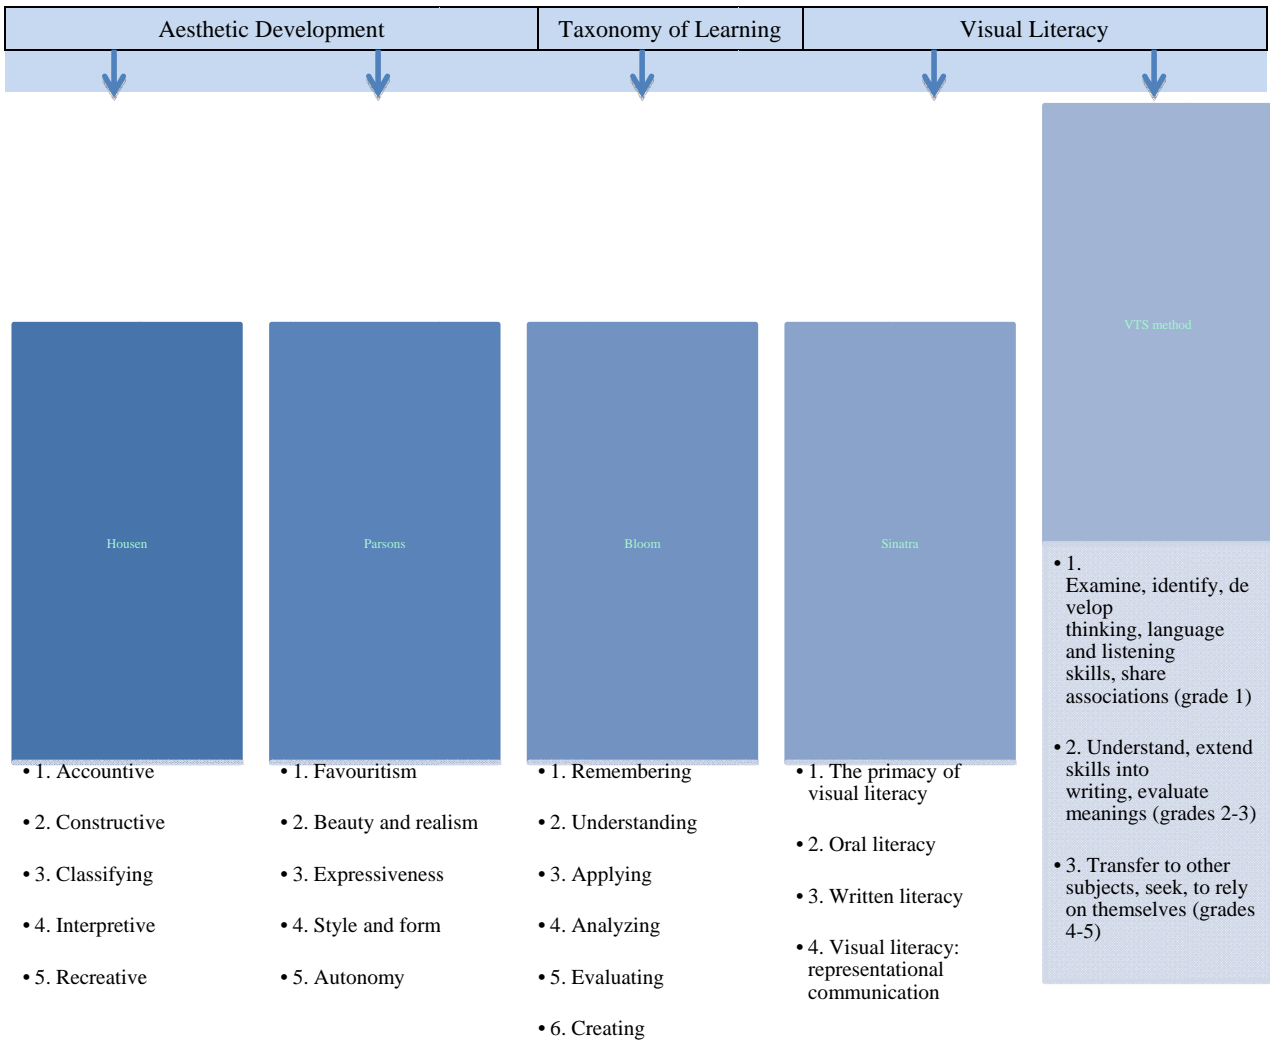 Aesthetic Development
Taxonomy of Learning
Visual Literacy
Housen
• 1. Accountive
• 2. Constructive
• 3. Classifying
• 4. Interpretive
• 5. Recreative
Parsons
• 1. Favouritism
• 2. Beauty and realism
• 3. Expressiveness
• 4. Style and form
• 5. Autonomy
Bloom
• 1. Remembering
• 2. Understanding
• 3. Applying
• 4. Analyzing
• 5. Evaluating
• 6. Creating
Sinatra
• 1. The primacy of
visual literacy
• 2. Oral literacy
• 3. Written literacy
• 4. Visual literacy:
representational
communication
VTS method
• 1.
Examine, identify, de
velop
thinking, language
and listening
skills, share
associations (grade 1)
• 2. Understand, extend
skills into
writing, evaluate
meanings (grades 2-3)
• 3. Transfer to other
subjects, seek, to rely
on themselves (grades
4-5)